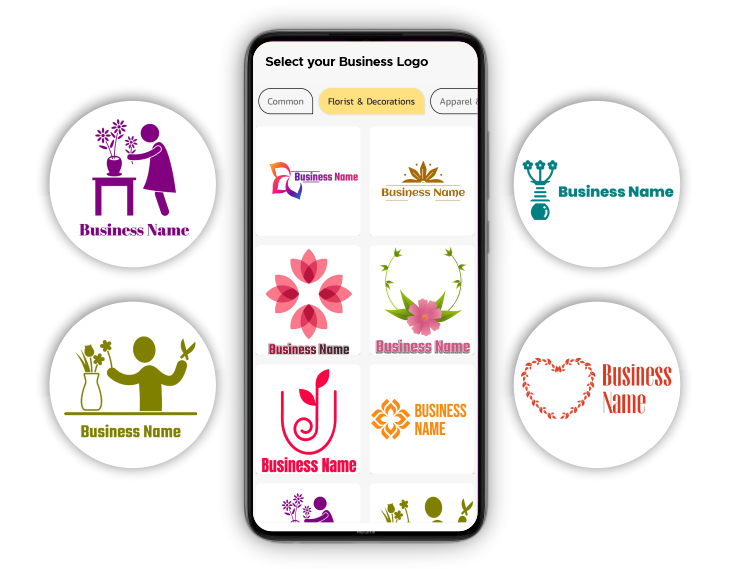 Select your Business Logo
Common
Florist & Decorations
Apparel &
Business Name
Business Name
Business Name
Business Name
Business Name
BUSINESS
NAME
Business Name
Business Name
Business Name
Business
Name